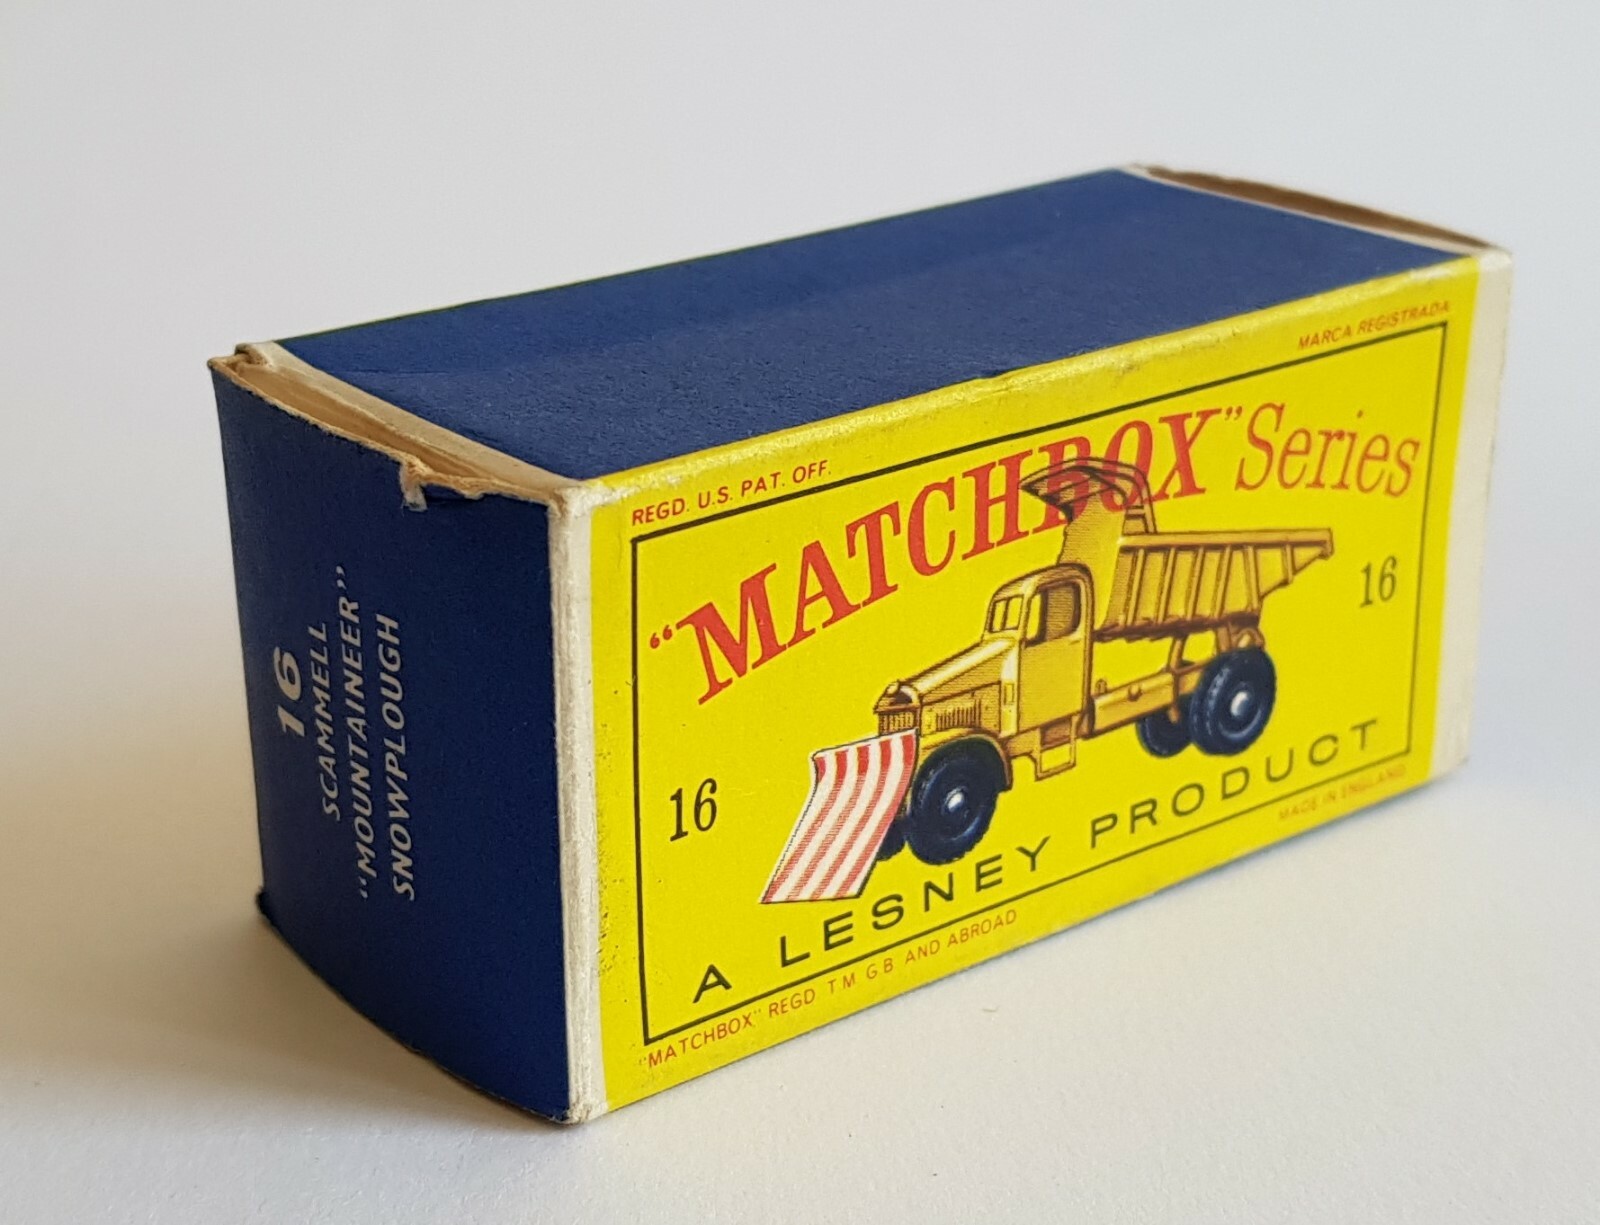 16
SCAMMELL
"MOUNTAINEER"
SNOWPLOUGH
REGD. U.S. PAT. OFF.
MARCA REGISTRADA
"MATCHBOX" Series
16
16
A LESNEY PRODUCT
"MATCHBOX" REGD T.M G.B AND ABROAD
MADE IN ENGLAND